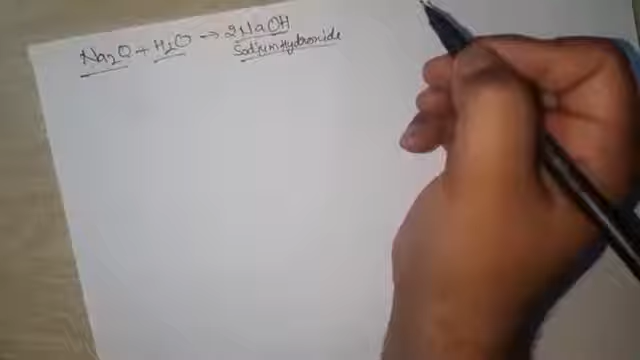 Na₂O + H₂O → 2NaOH
Sodium Hydroxide